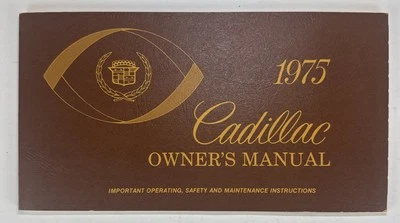 1975
Cadillac
OWNER'S MANUAL
IMPORTANT OPERATING, SAFETY AND MAINTENANCE INSTRUCTIONS